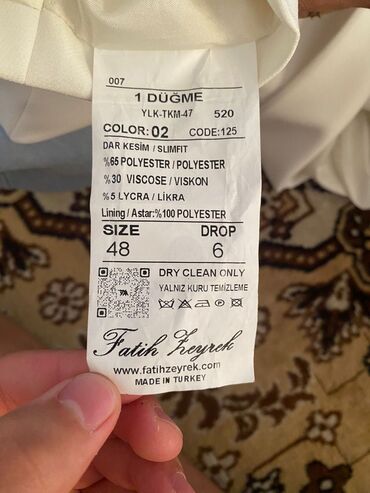 007
1 DÜĞME
YLK-TKM-47 520
COLOR: 02 CODE:125
DAR KESİM / SLIMFIT
%65 POLYESTER / POLYESTER
%30 VISCOSE / VISKON
%5 LYCRA / LİKRA
Lining / Astar:%100 POLYESTER
SIZE DROP
48 6
DRY CLEAN ONLY
YALNIZ KURU TEMİZLEME
Fatih Zeyrek
www.fatihzeyrek.com
MADE IN TURKEY